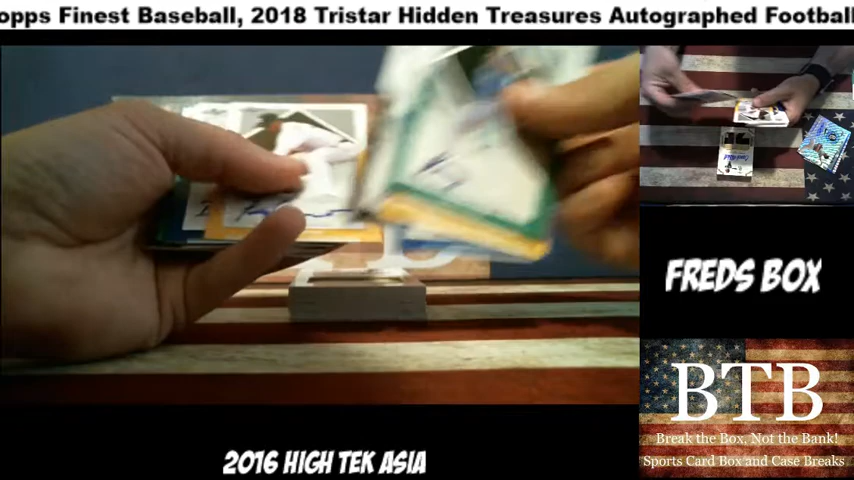 opps Finest Baseball, 2018 Tristar Hidden Treasures Autographed Football
FREDS BOX
BTB
Break the Box, Not the Bank!
Sports Card Box and Case Breaks
2016 HIGH TEK ASIA